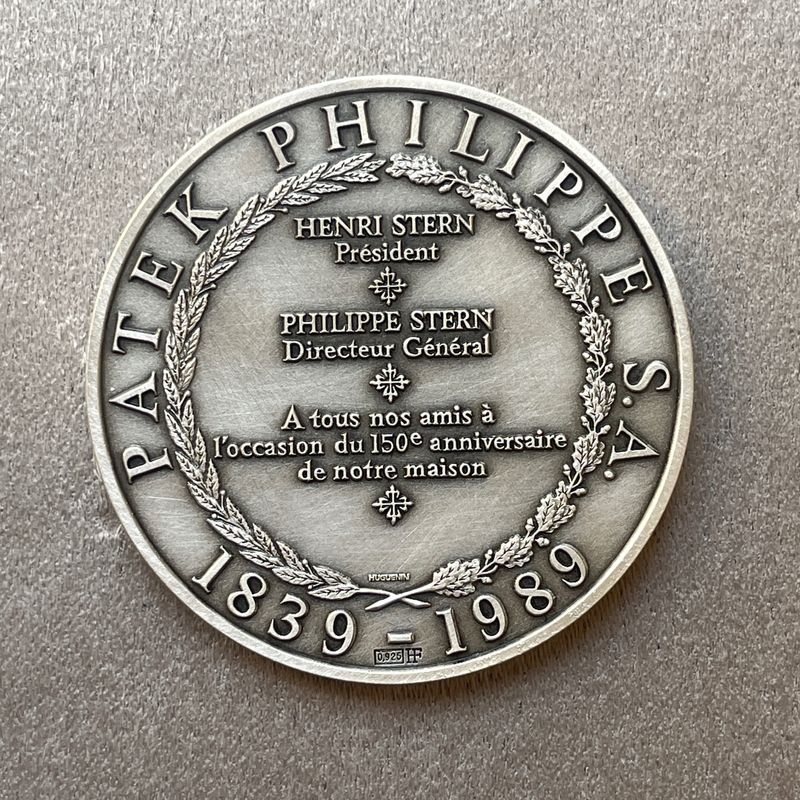 PATEK PHILIPPE S.A.
HENRI STERN
Président
PHILIPPE STERN
Directeur Général
A tous nos amis à
l'occasion du 150e anniversaire
de notre maison
HUGUENIN
1839 - 1989
0,925 HF